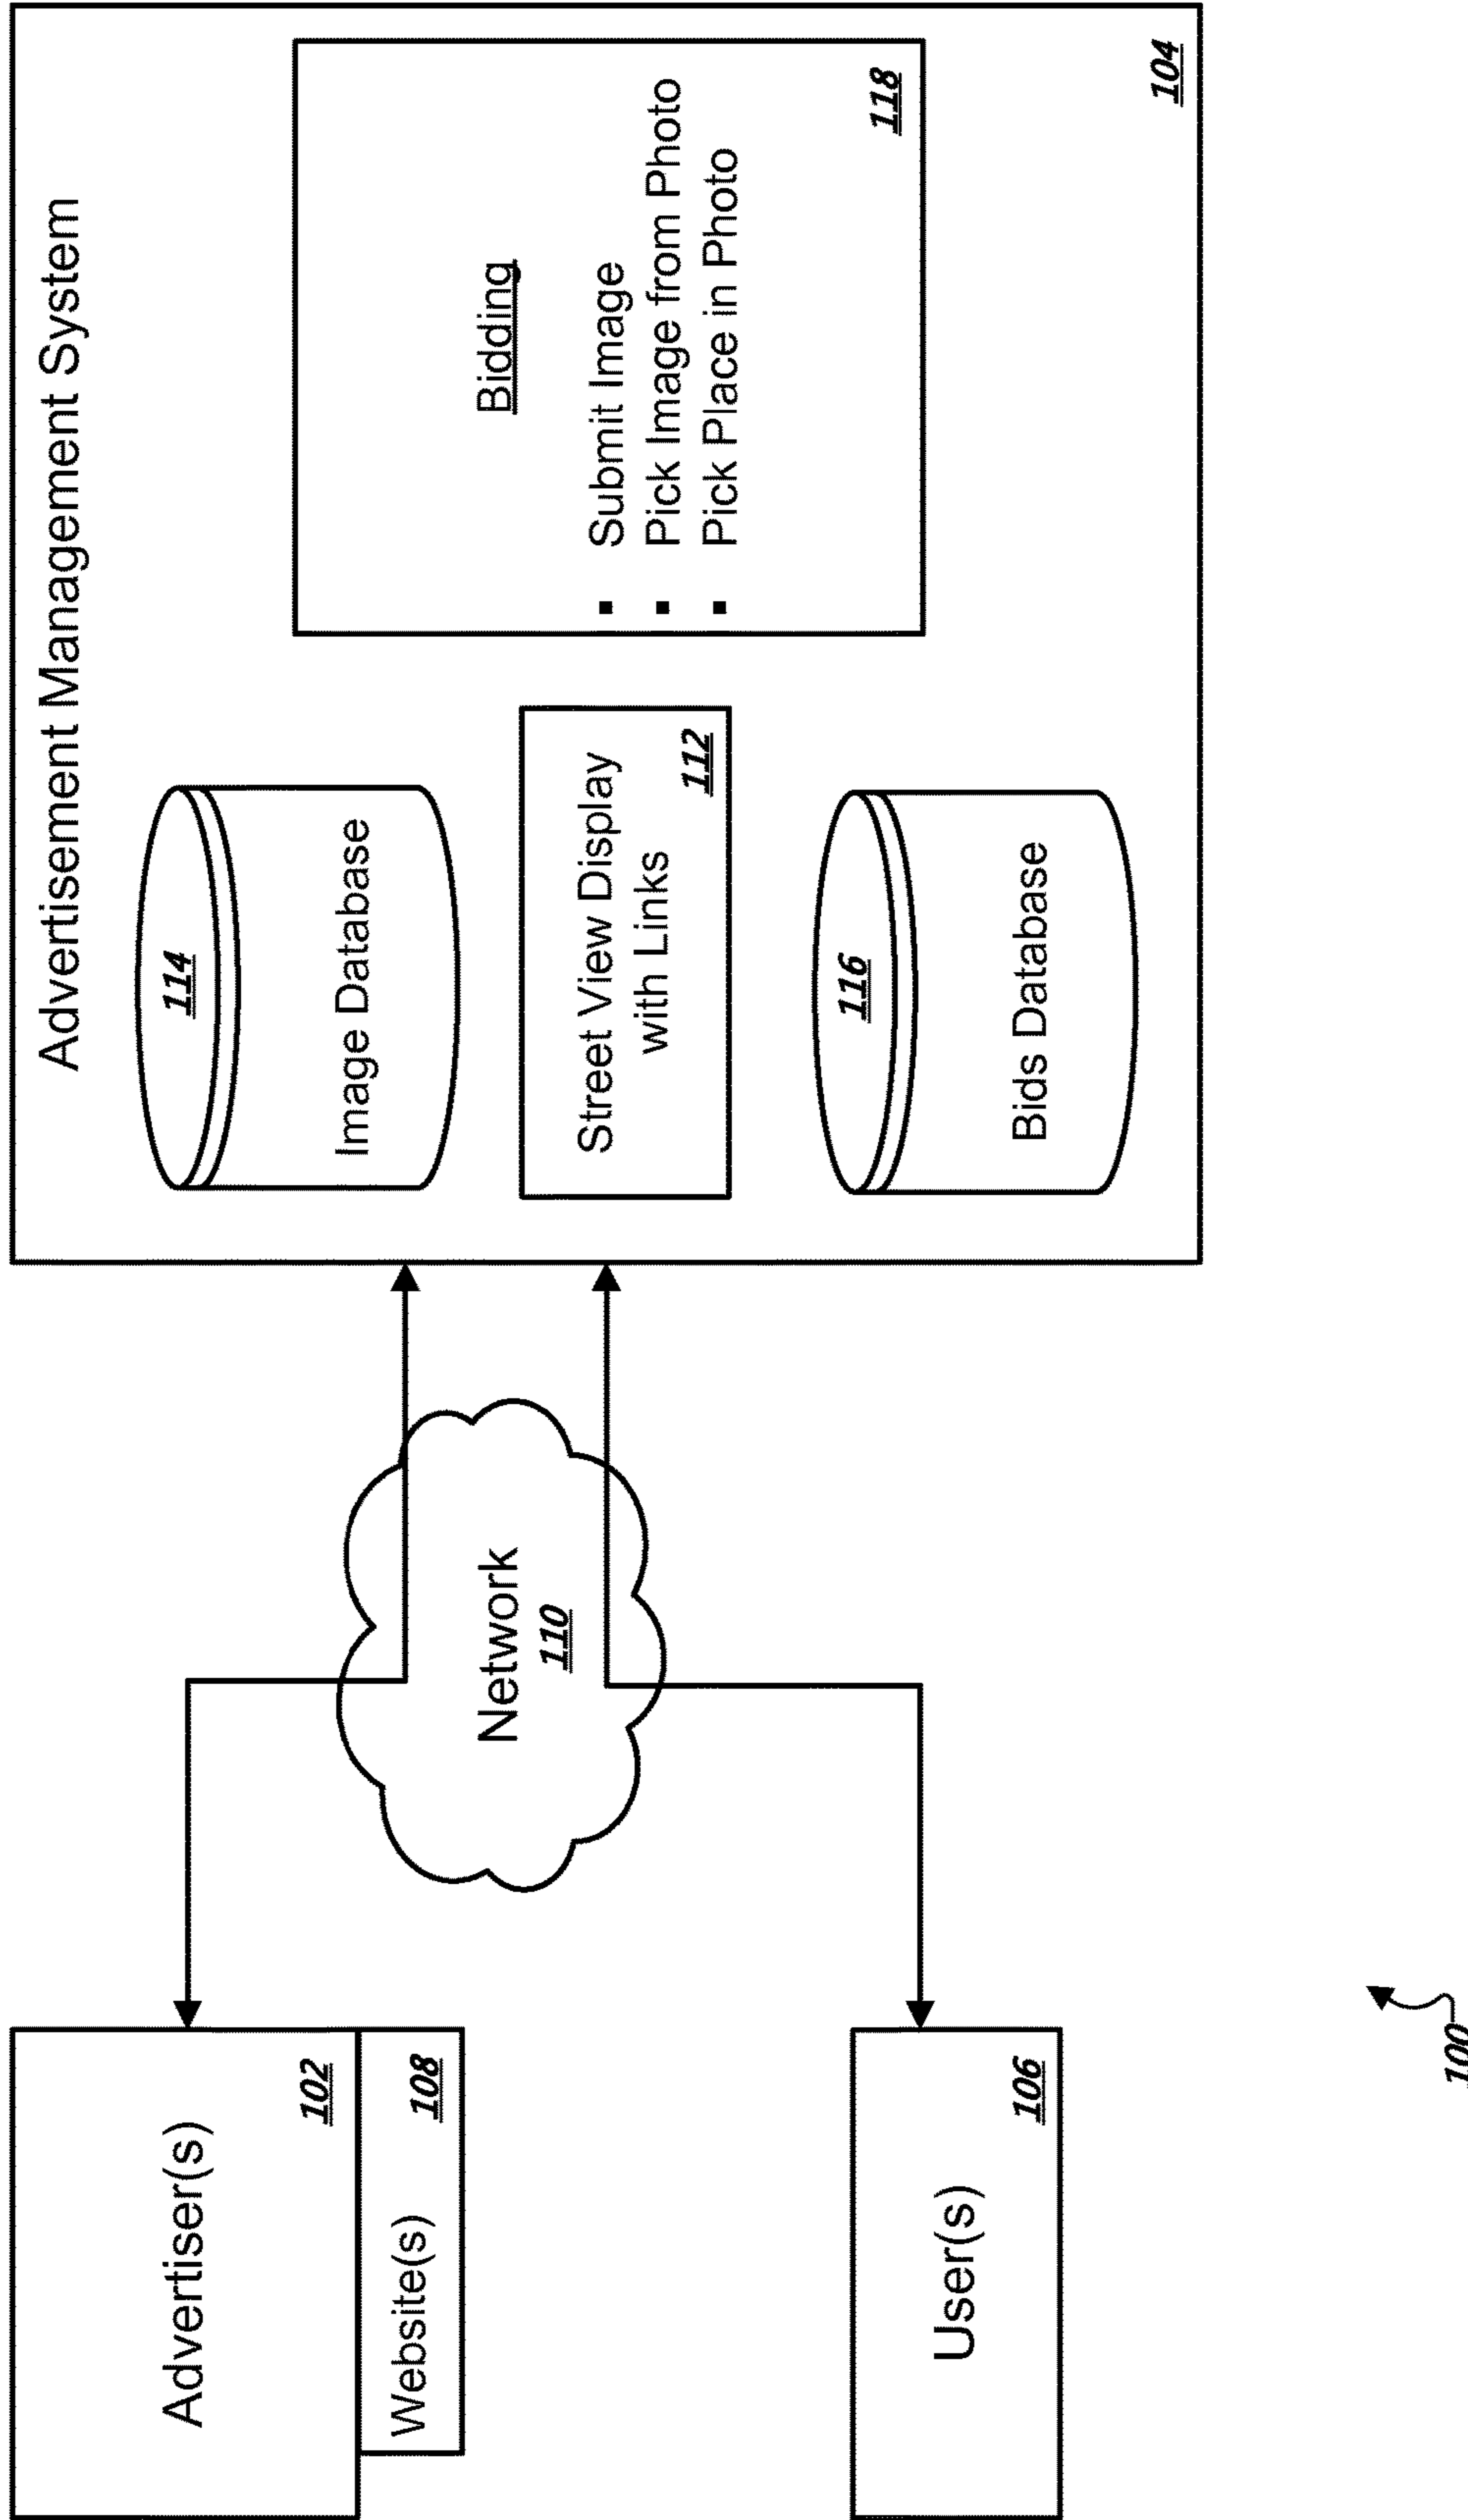 Advertiser(s)
102
Website(s)
108
User(s)
106
Network
110
Advertisement Management System
114
Image Database
Street View Display
with Links
112
116
Bids Database
Bidding
▪ Submit Image
▪ Pick Image from Photo
▪ Pick Place in Photo
118
104
100